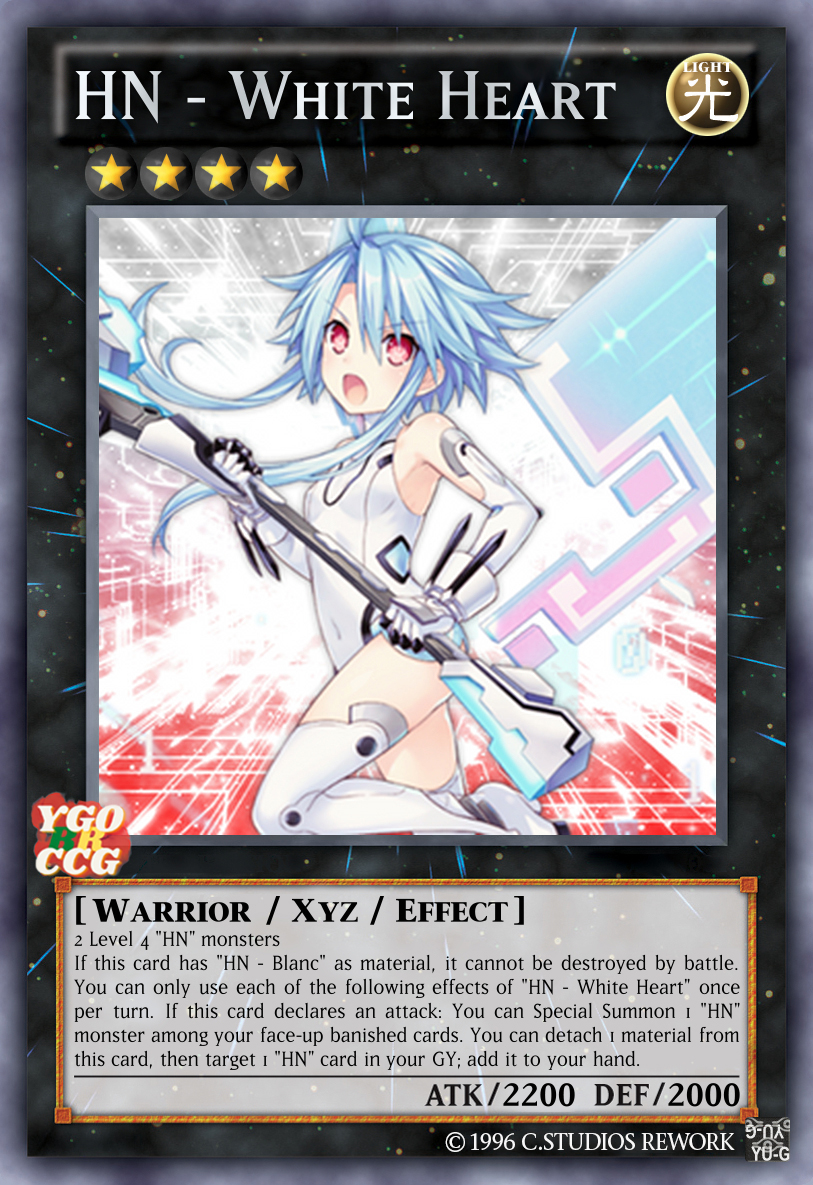 HN - White Heart
LIGHT
光
YGO
RR
CCG
[ Warrior / Xyz / Effect ]
2 Level 4 "HN" monsters
If this card has "HN - Blanc" as material, it cannot be destroyed by battle.
You can only use each of the following effects of "HN - White Heart" once
per turn. If this card declares an attack: You can Special Summon 1 "HN"
monster among your face-up banished cards. You can detach 1 material from
this card, then target 1 "HN" card in your GY; add it to your hand.
ATK/2200 DEF/2000
© 1996 C.STUDIOS REWORK
YU-G
YU-G